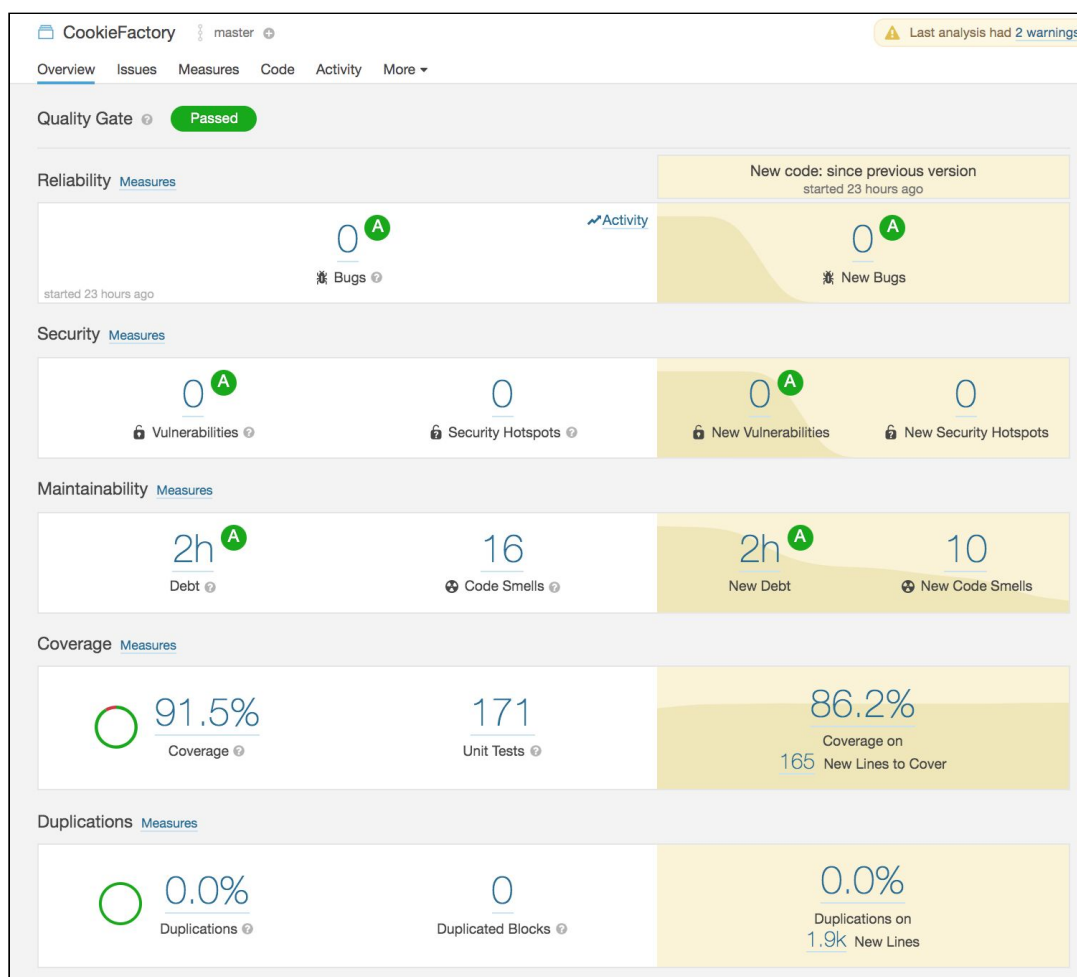 CookieFactory master
Last analysis had 2 warnings
Overview Issues Measures Code Activity More
Quality Gate ? Passed
Reliability Measures
New code: since previous version
started 23 hours ago
Activity
0 A
Bugs ?
started 23 hours ago
0 A
New Bugs
Security Measures
0 A
Vulnerabilities ?
0
Security Hotspots ?
0 A
New Vulnerabilities
0
New Security Hotspots
Maintainability Measures
2h A
Debt ?
16
Code Smells ?
2h A
New Debt
10
New Code Smells
Coverage Measures
91.5%
Coverage ?
171
Unit Tests ?
86.2%
Coverage on
165 New Lines to Cover
Duplications Measures
0.0%
Duplications ?
0
Duplicated Blocks ?
0.0%
Duplications on
1.9k New Lines